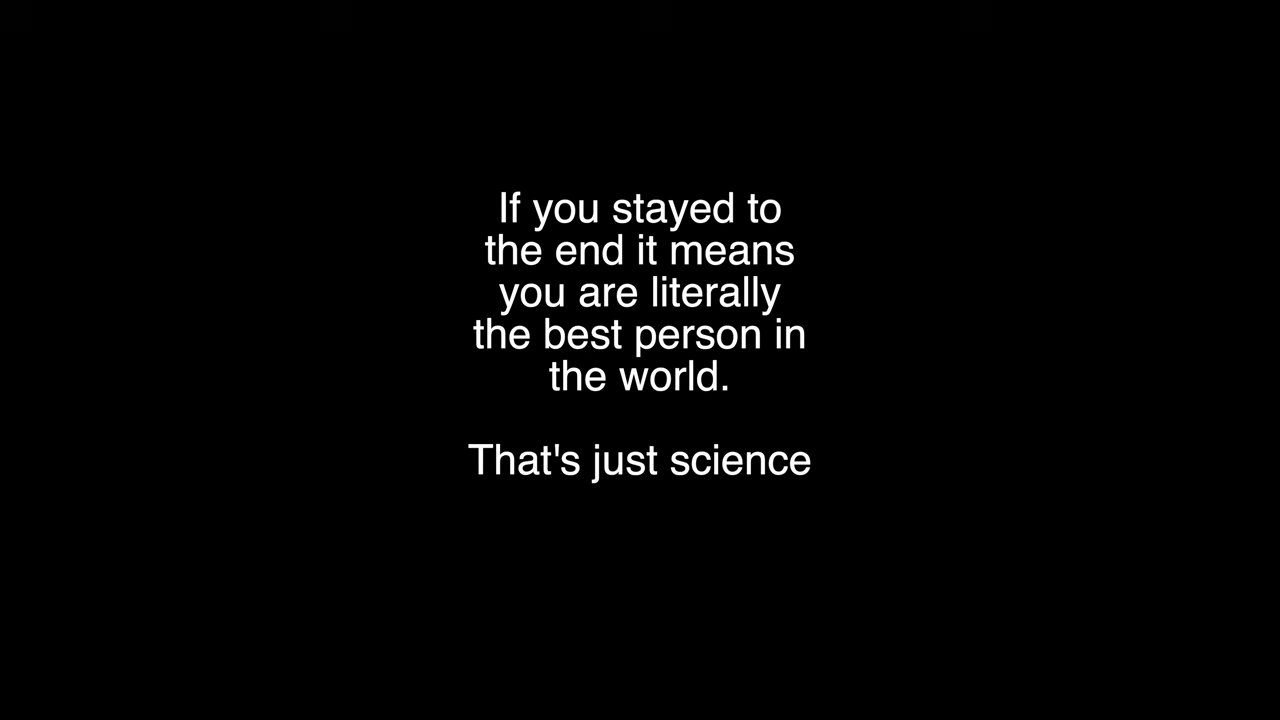 If you stayed to
the end it means
you are literally
the best person in
the world.
That's just science